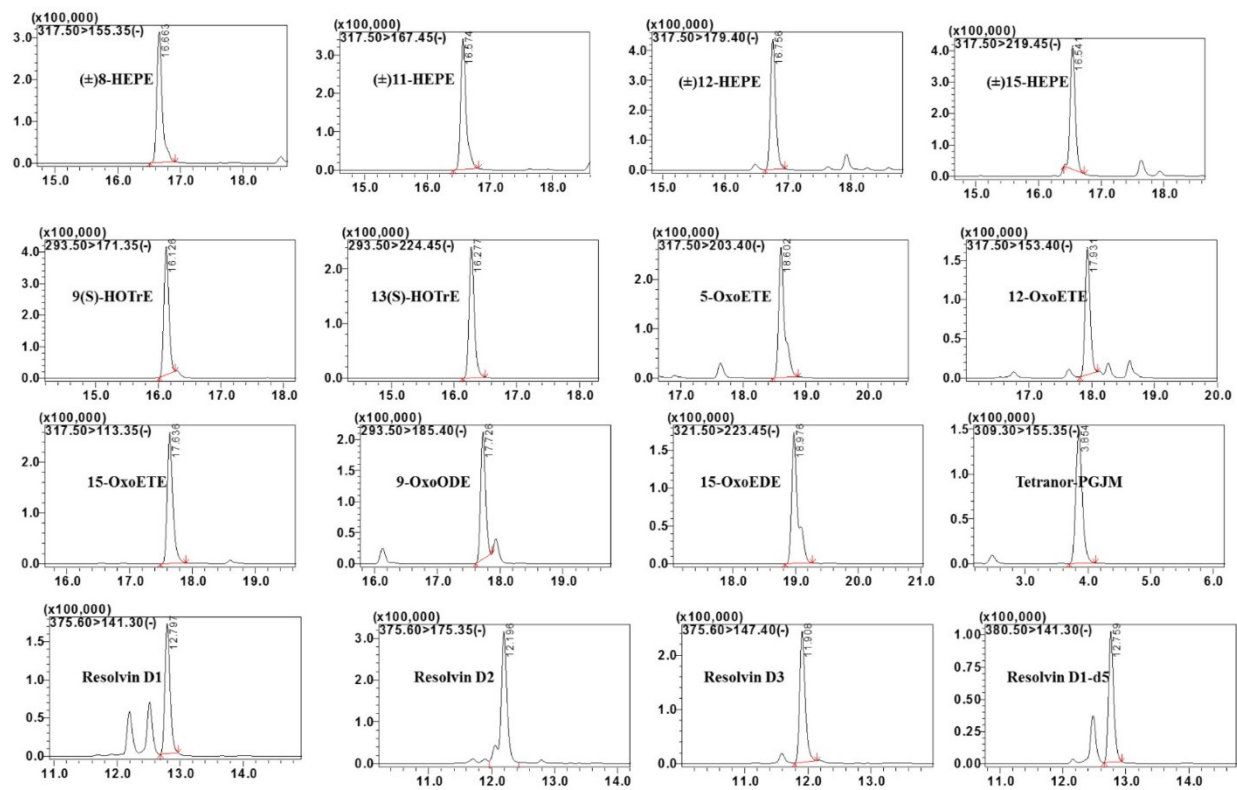 (x100,000)
317.50>155.35(-)
16.663
(±)8-HEPE
3.0
2.0
1.0
0.0
15.0 16.0 17.0 18.0
(x100,000)
317.50>167.45(-)
16.574
(±)11-HEPE
3.0
2.0
1.0
0.0
15.0 16.0 17.0 18.0
(x100,000)
317.50>179.40(-)
16.756
(±)12-HEPE
4.0
3.0
2.0
1.0
0.0
15.0 16.0 17.0 18.0
(x100,000)
317.50>219.45(-)
16.541
(±)15-HEPE
4.0
3.0
2.0
1.0
0.0
15.0 16.0 17.0 18.0
(x100,000)
293.50>171.35(-)
16.126
9(S)-HOTrE
4.0
3.0
2.0
1.0
0.0
15.0 16.0 17.0 18.0
(x100,000)
293.50>224.45(-)
16.277
13(S)-HOTrE
2.0
1.0
0.0
15.0 16.0 17.0 18.0
(x100,000)
317.50>203.40(-)
18.602
5-OxoETE
2.0
1.0
0.0
17.0 18.0 19.0 20.0
(x100,000)
317.50>153.40(-)
17.931
12-OxoETE
1.5
1.0
0.5
0.0
17.0 18.0 19.0 20.0
(x100,000)
317.50>113.35(-)
17.636
15-OxoETE
2.0
1.0
0.0
16.0 17.0 18.0 19.0
(x100,000)
293.50>185.40(-)
17.726
9-OxoODE
2.0
1.5
1.0
0.5
0.0
16.0 17.0 18.0 19.0
(x100,000)
321.50>223.45(-)
18.976
15-OxoEDE
1.5
1.0
0.5
0.0
18.0 19.0 20.0 21.0
(x100,000)
309.30>155.35(-)
3.854
Tetranor-PGJM
1.5
1.0
0.5
0.0
3.0 4.0 5.0 6.0
(x100,000)
375.60>141.30(-)
12.797
Resolvin D1
1.5
1.0
0.5
0.0
11.0 12.0 13.0 14.0
(x100,000)
375.60>175.35(-)
12.196
Resolvin D2
3.0
2.0
1.0
0.0
11.0 12.0 13.0 14.0
(x100,000)
375.60>147.40(-)
11.908
Resolvin D3
2.0
1.0
0.0
11.0 12.0 13.0
(x100,000)
380.50>141.30(-)
12.759
Resolvin D1-d5
1.00
0.75
0.50
0.25
0.00
11.0 12.0 13.0 14.0